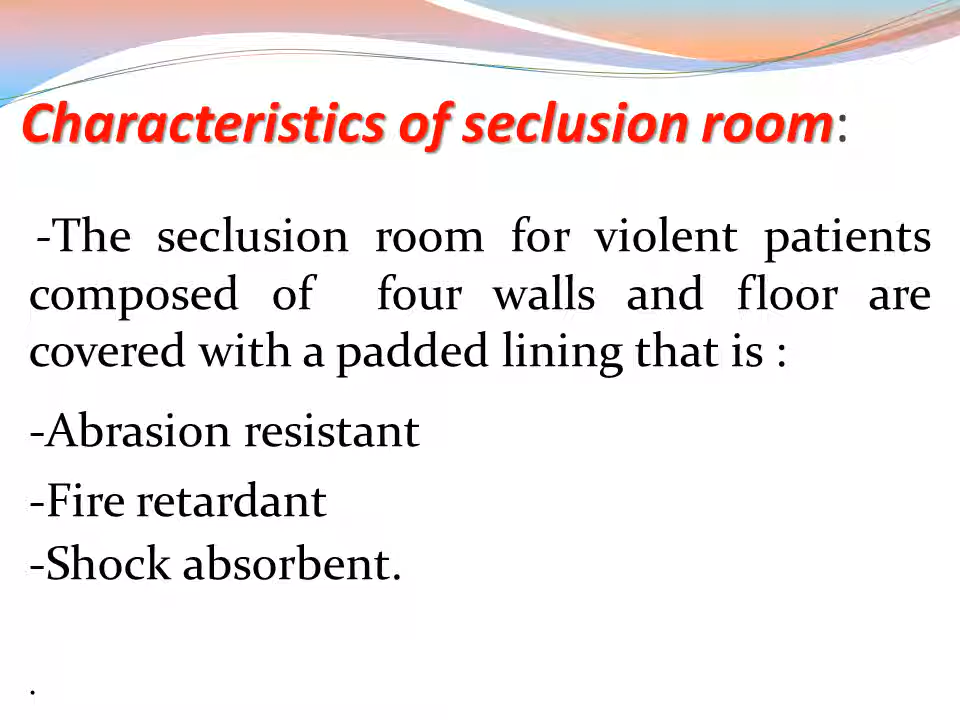 Characteristics of seclusion room:
-The seclusion room for violent patients
composed of four walls and floor are
covered with a padded lining that is :
-Abrasion resistant
-Fire retardant
-Shock absorbent.
.